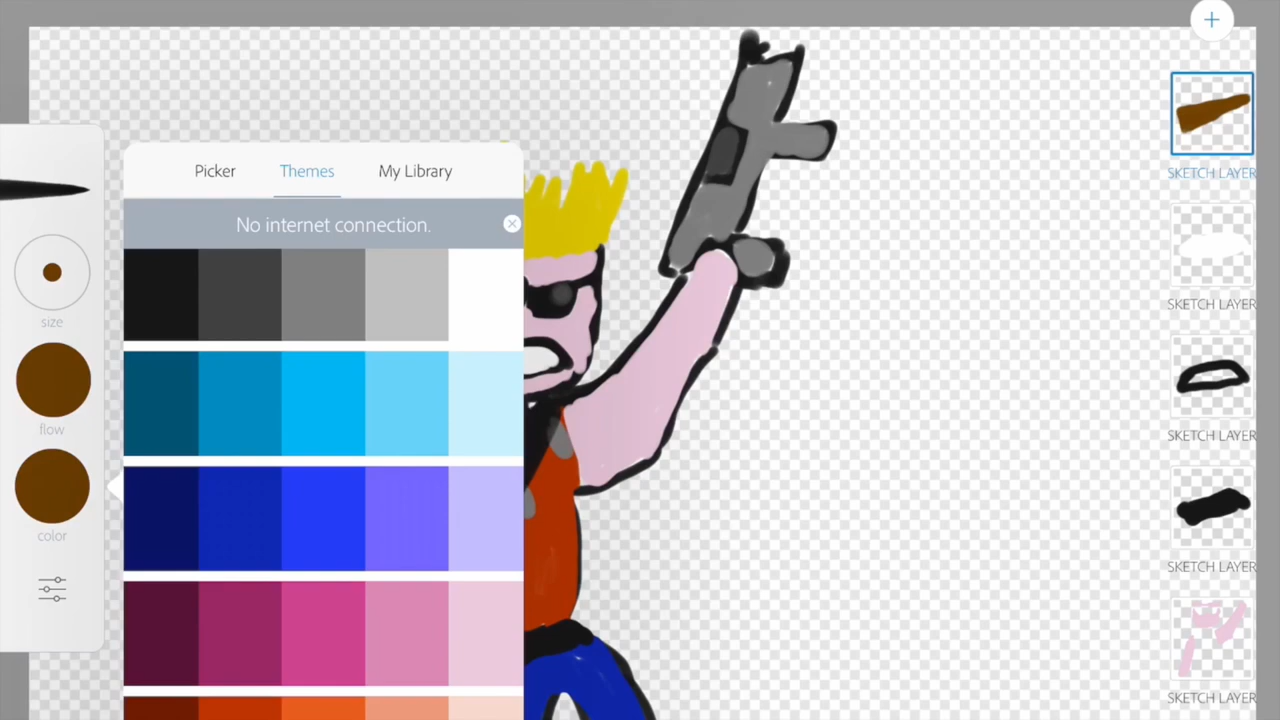 Picker
Themes
My Library
No internet connection.
size
flow
color
SKETCH LAYER
SKETCH LAYER
SKETCH LAYER
SKETCH LAYER
SKETCH LAYER